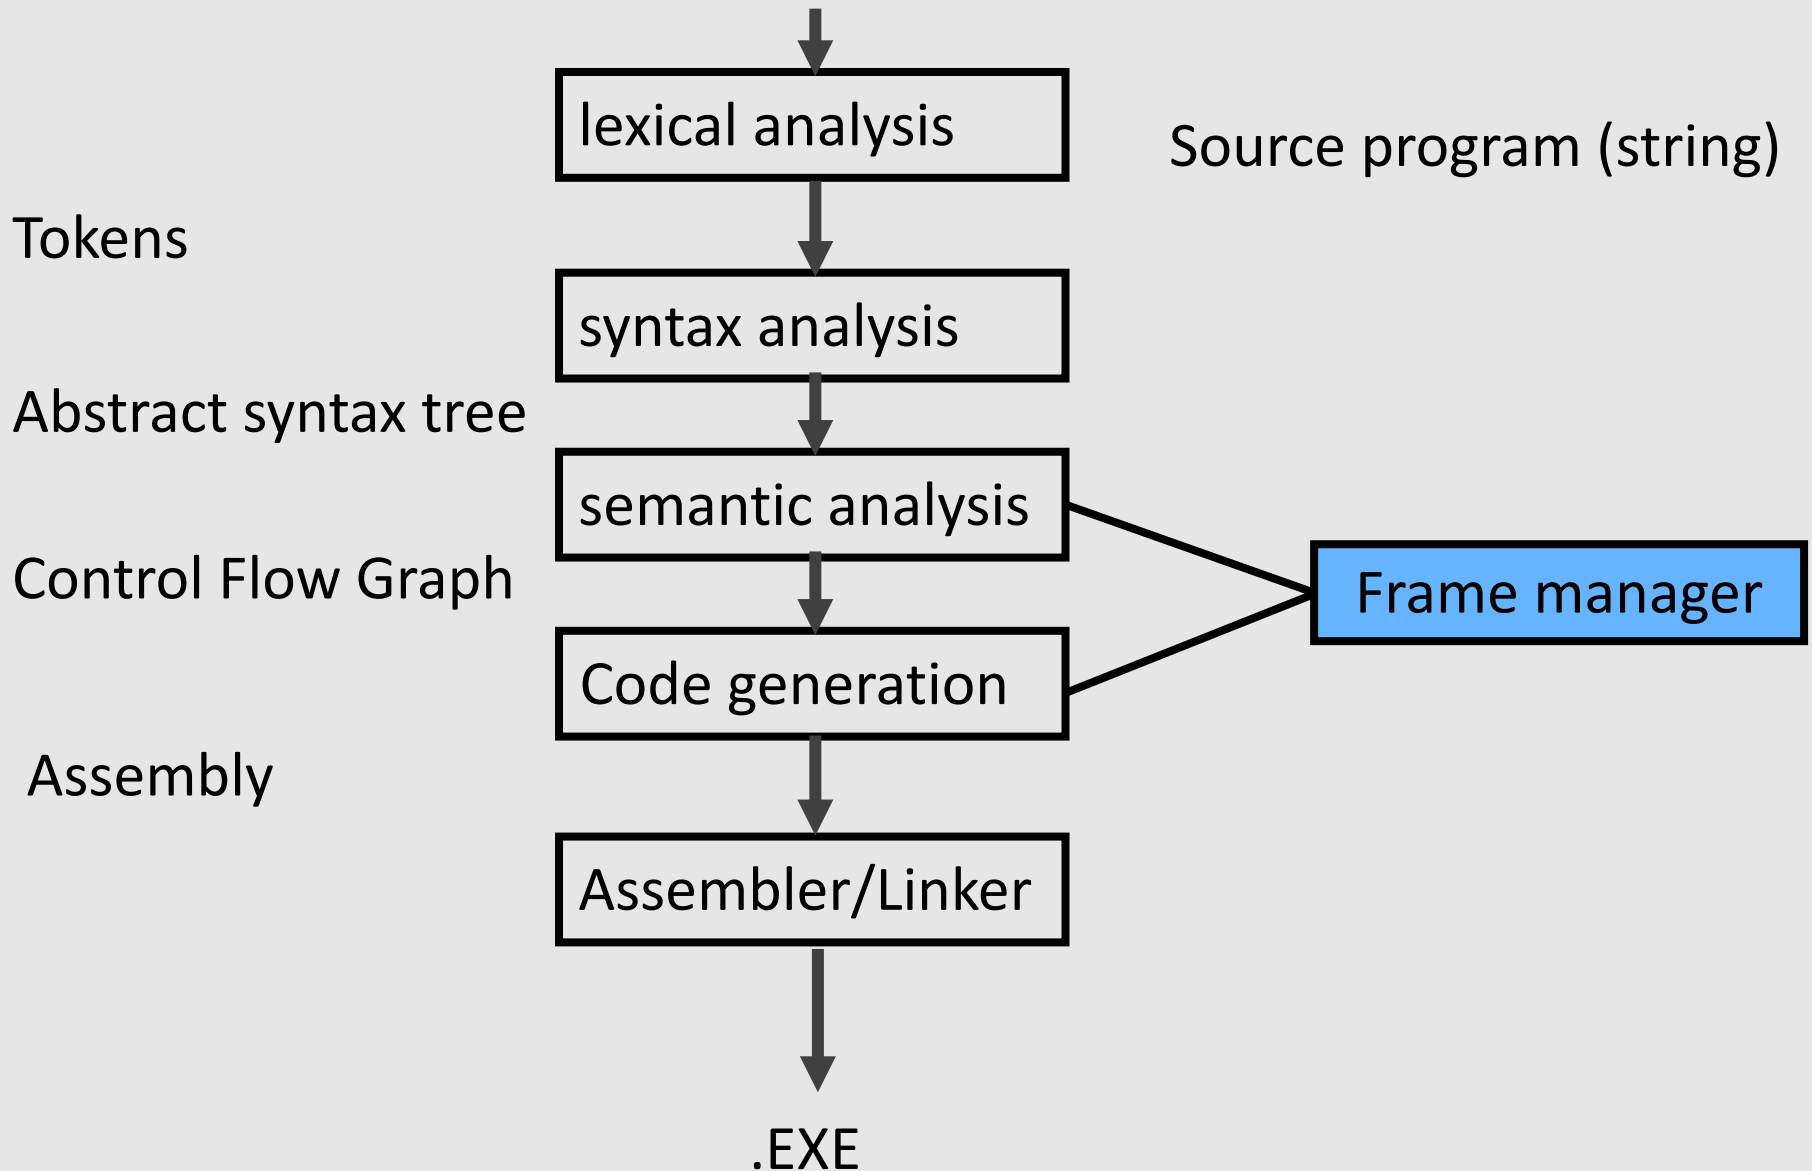 lexical analysis
Source program (string)
Tokens
syntax analysis
Abstract syntax tree
semantic analysis
Control Flow Graph
Frame manager
Code generation
Assembly
Assembler/Linker
.EXE